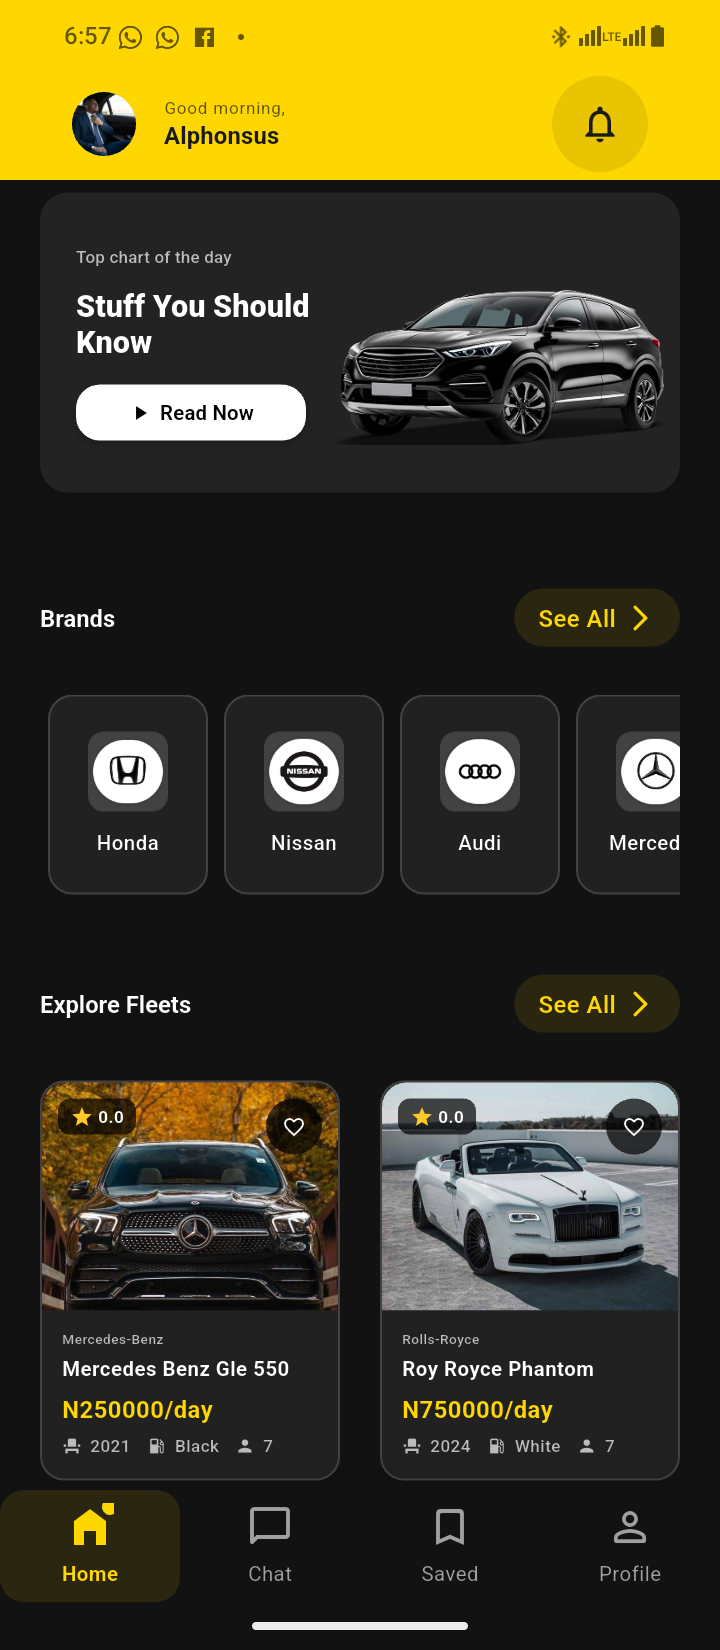 6:57
LTE
Good morning,
Alphonsus
Top chart of the day
Stuff You Should
Know
Read Now
Brands
See All
NISSAN
Honda
Nissan
Audi
Merced
Explore Fleets
See All
0.0
0.0
Mercedes-Benz
Mercedes Benz Gle 550
N250000/day
2021
Black
7
Rolls-Royce
Roy Royce Phantom
N750000/day
2024
White
7
Home
Chat
Saved
Profile